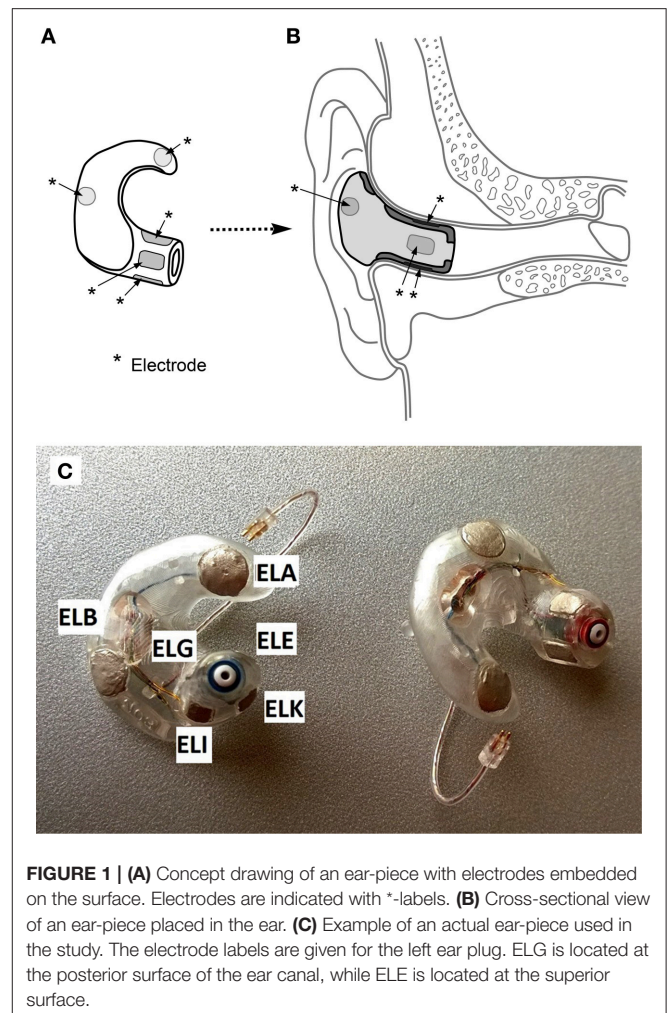 A
B
*
*
*
*
*
*
*
* *
* Electrode
C
ELA
ELB
ELG
ELE
ELK
ELI
FIGURE 1 | (A) Concept drawing of an ear-piece with electrodes embedded
on the surface. Electrodes are indicated with *-labels. (B) Cross-sectional view
of an ear-piece placed in the ear. (C) Example of an actual ear-piece used in
the study. The electrode labels are given for the left ear plug. ELG is located at
the posterior surface of the ear canal, while ELE is located at the superior
surface.